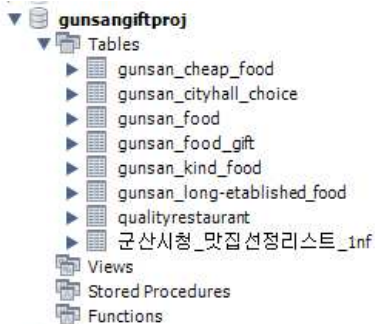 gunsangiftproj
Tables
gunsan_cheap_food
gunsan_cityhall_choice
gunsan_food
gunsan_food_gift
gunsan_kind_food
gunsan_long-etablished_food
qualityrestaurant
군산시청_맛집선정리스트_1nf
Views
Stored Procedures
Functions